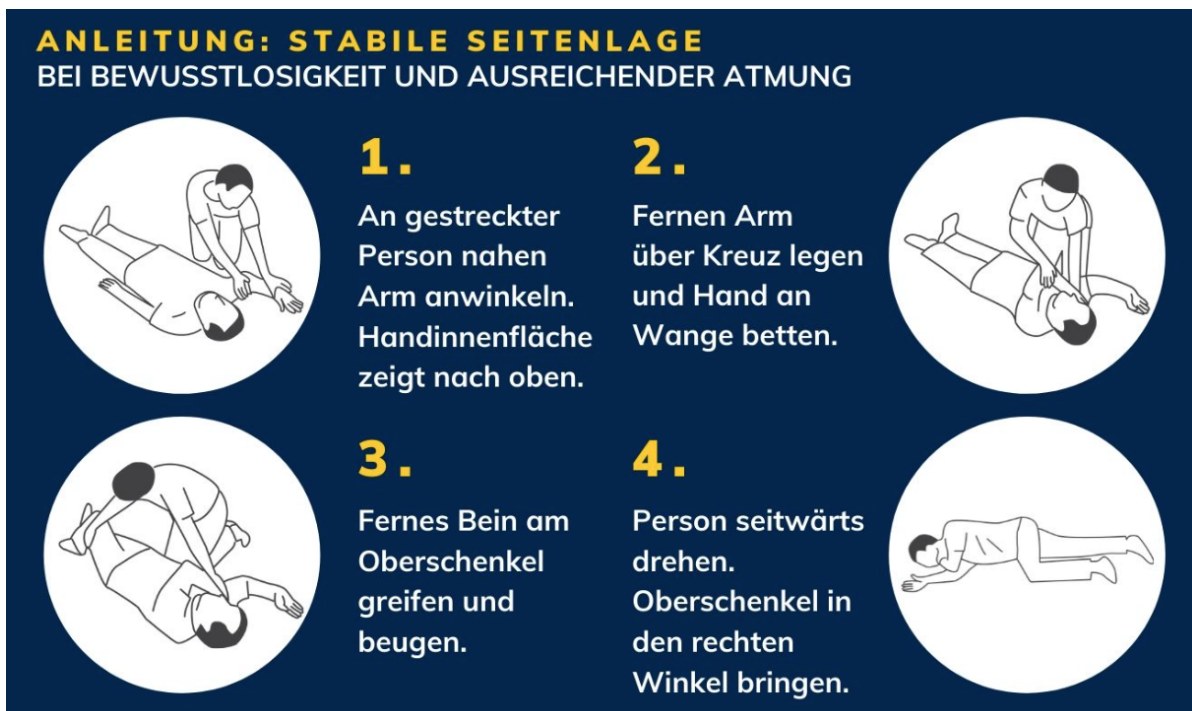 ANLEITUNG: STABILE SEITENLAGE
BEI BEWUSSTLOSIGKEIT UND AUSREICHENDER ATMUNG
1.
An gestreckter
Person nahen
Arm anwinkeln.
Handinnenfläche
zeigt nach oben.
2.
Fernen Arm
über Kreuz legen
und Hand an
Wange betten.
3.
Fernes Bein am
Oberschenkel
greifen und
beugen.
4.
Person seitwärts
drehen.
Oberschenkel in
den rechten
Winkel bringen.